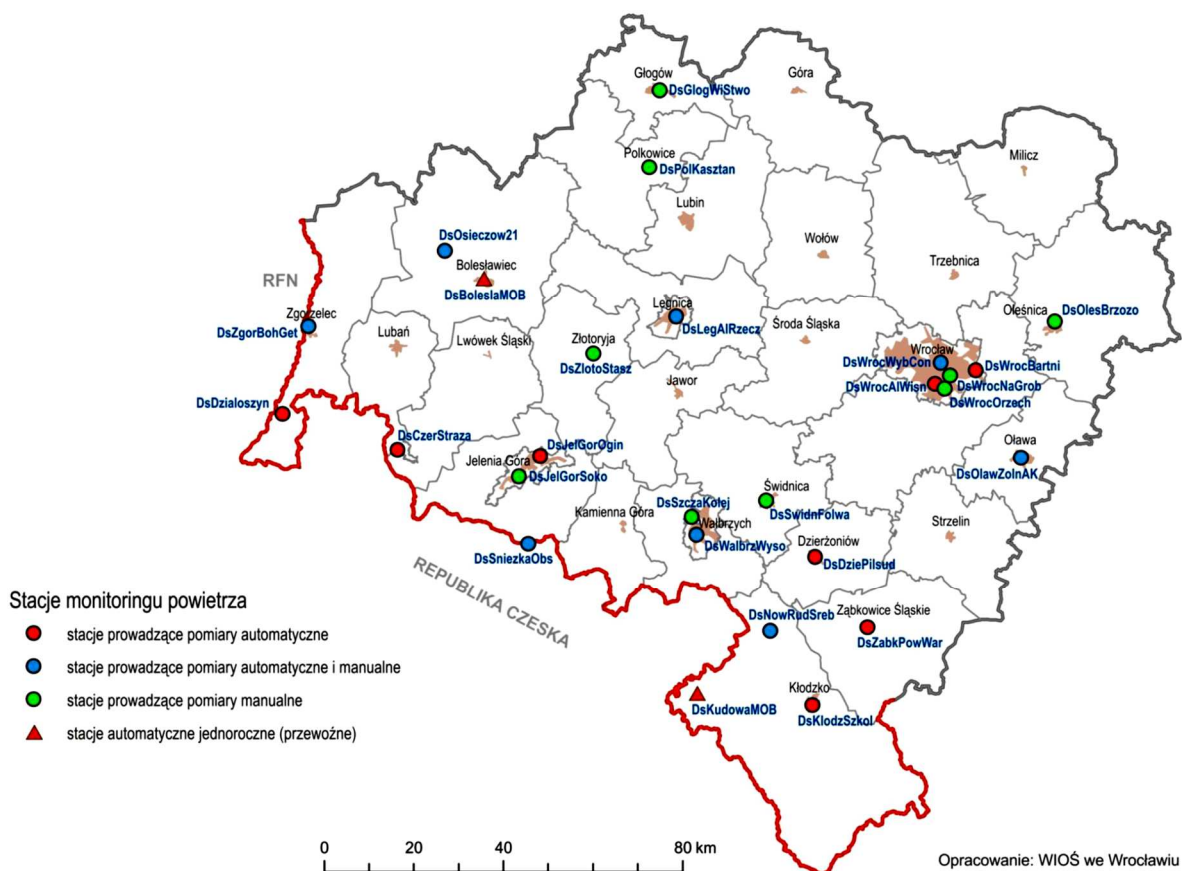 Głogów
DsGlogWiStwo
Góra
Polkowice
DsPolKasztan
Milicz
Lubin
DsOsieczow21
Wołów
Bolesławiec
DsBoleslaMOB
Trzebnica
RFN
Zgorzelec
DsZgorBohGet
Legnica
DsLegAlRzecz
Oleśnica
DsOlesBrzozo
Lubań
Lwówek Śląski
Złotoryja
DsZlotoStasz
Środa Śląska
Wrocław
DsWrocWybCon
DsWrocBartni
DsWrocAlWisn
DsWrocNaGrob
DsWrocOrzech
Jawor
DsDzialoszyn
DsCzerStraza
DsJelGorOgin
Jelenia Góra
DsJelGorSoko
Oława
DsOlawZolnAK
DsSzczaKolej
Świdnica
DsSwidnFolwa
Kamienna Góra
Wałbrzych
DsWalbrzWyso
Strzelin
Dzierżoniów
DsDziePilsud
DsSniezkaObs
REPUBLIKA CZESKA
DsNowRudSreb
Ząbkowice Śląskie
DsZabkPowWar
Kłodzko
DsKlodzSzkol
DsKudowaMOB
Stacje monitoringu powietrza
stacje prowadzące pomiary automatyczne
stacje prowadzące pomiary automatyczne i manualne
stacje prowadzące pomiary manualne
stacje automatyczne jednoroczne (przewoźne)
0 20 40 80 km
Opracowanie: WIOŚ we Wrocławiu